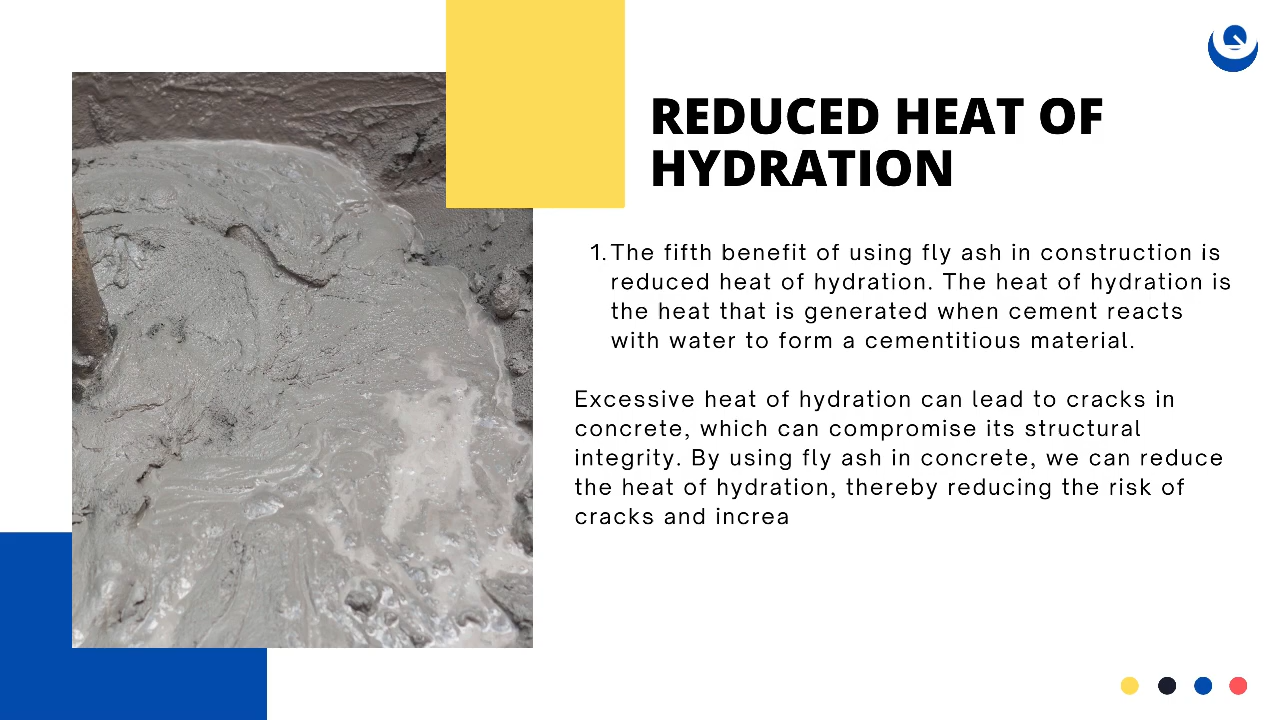 REDUCED HEAT OF
HYDRATION
1. The fifth benefit of using fly ash in construction is
reduced heat of hydration. The heat of hydration is
the heat that is generated when cement reacts
with water to form a cementitious material.
Excessive heat of hydration can lead to cracks in
concrete, which can compromise its structural
integrity. By using fly ash in concrete, we can reduce
the heat of hydration, thereby reducing the risk of
cracks and increa